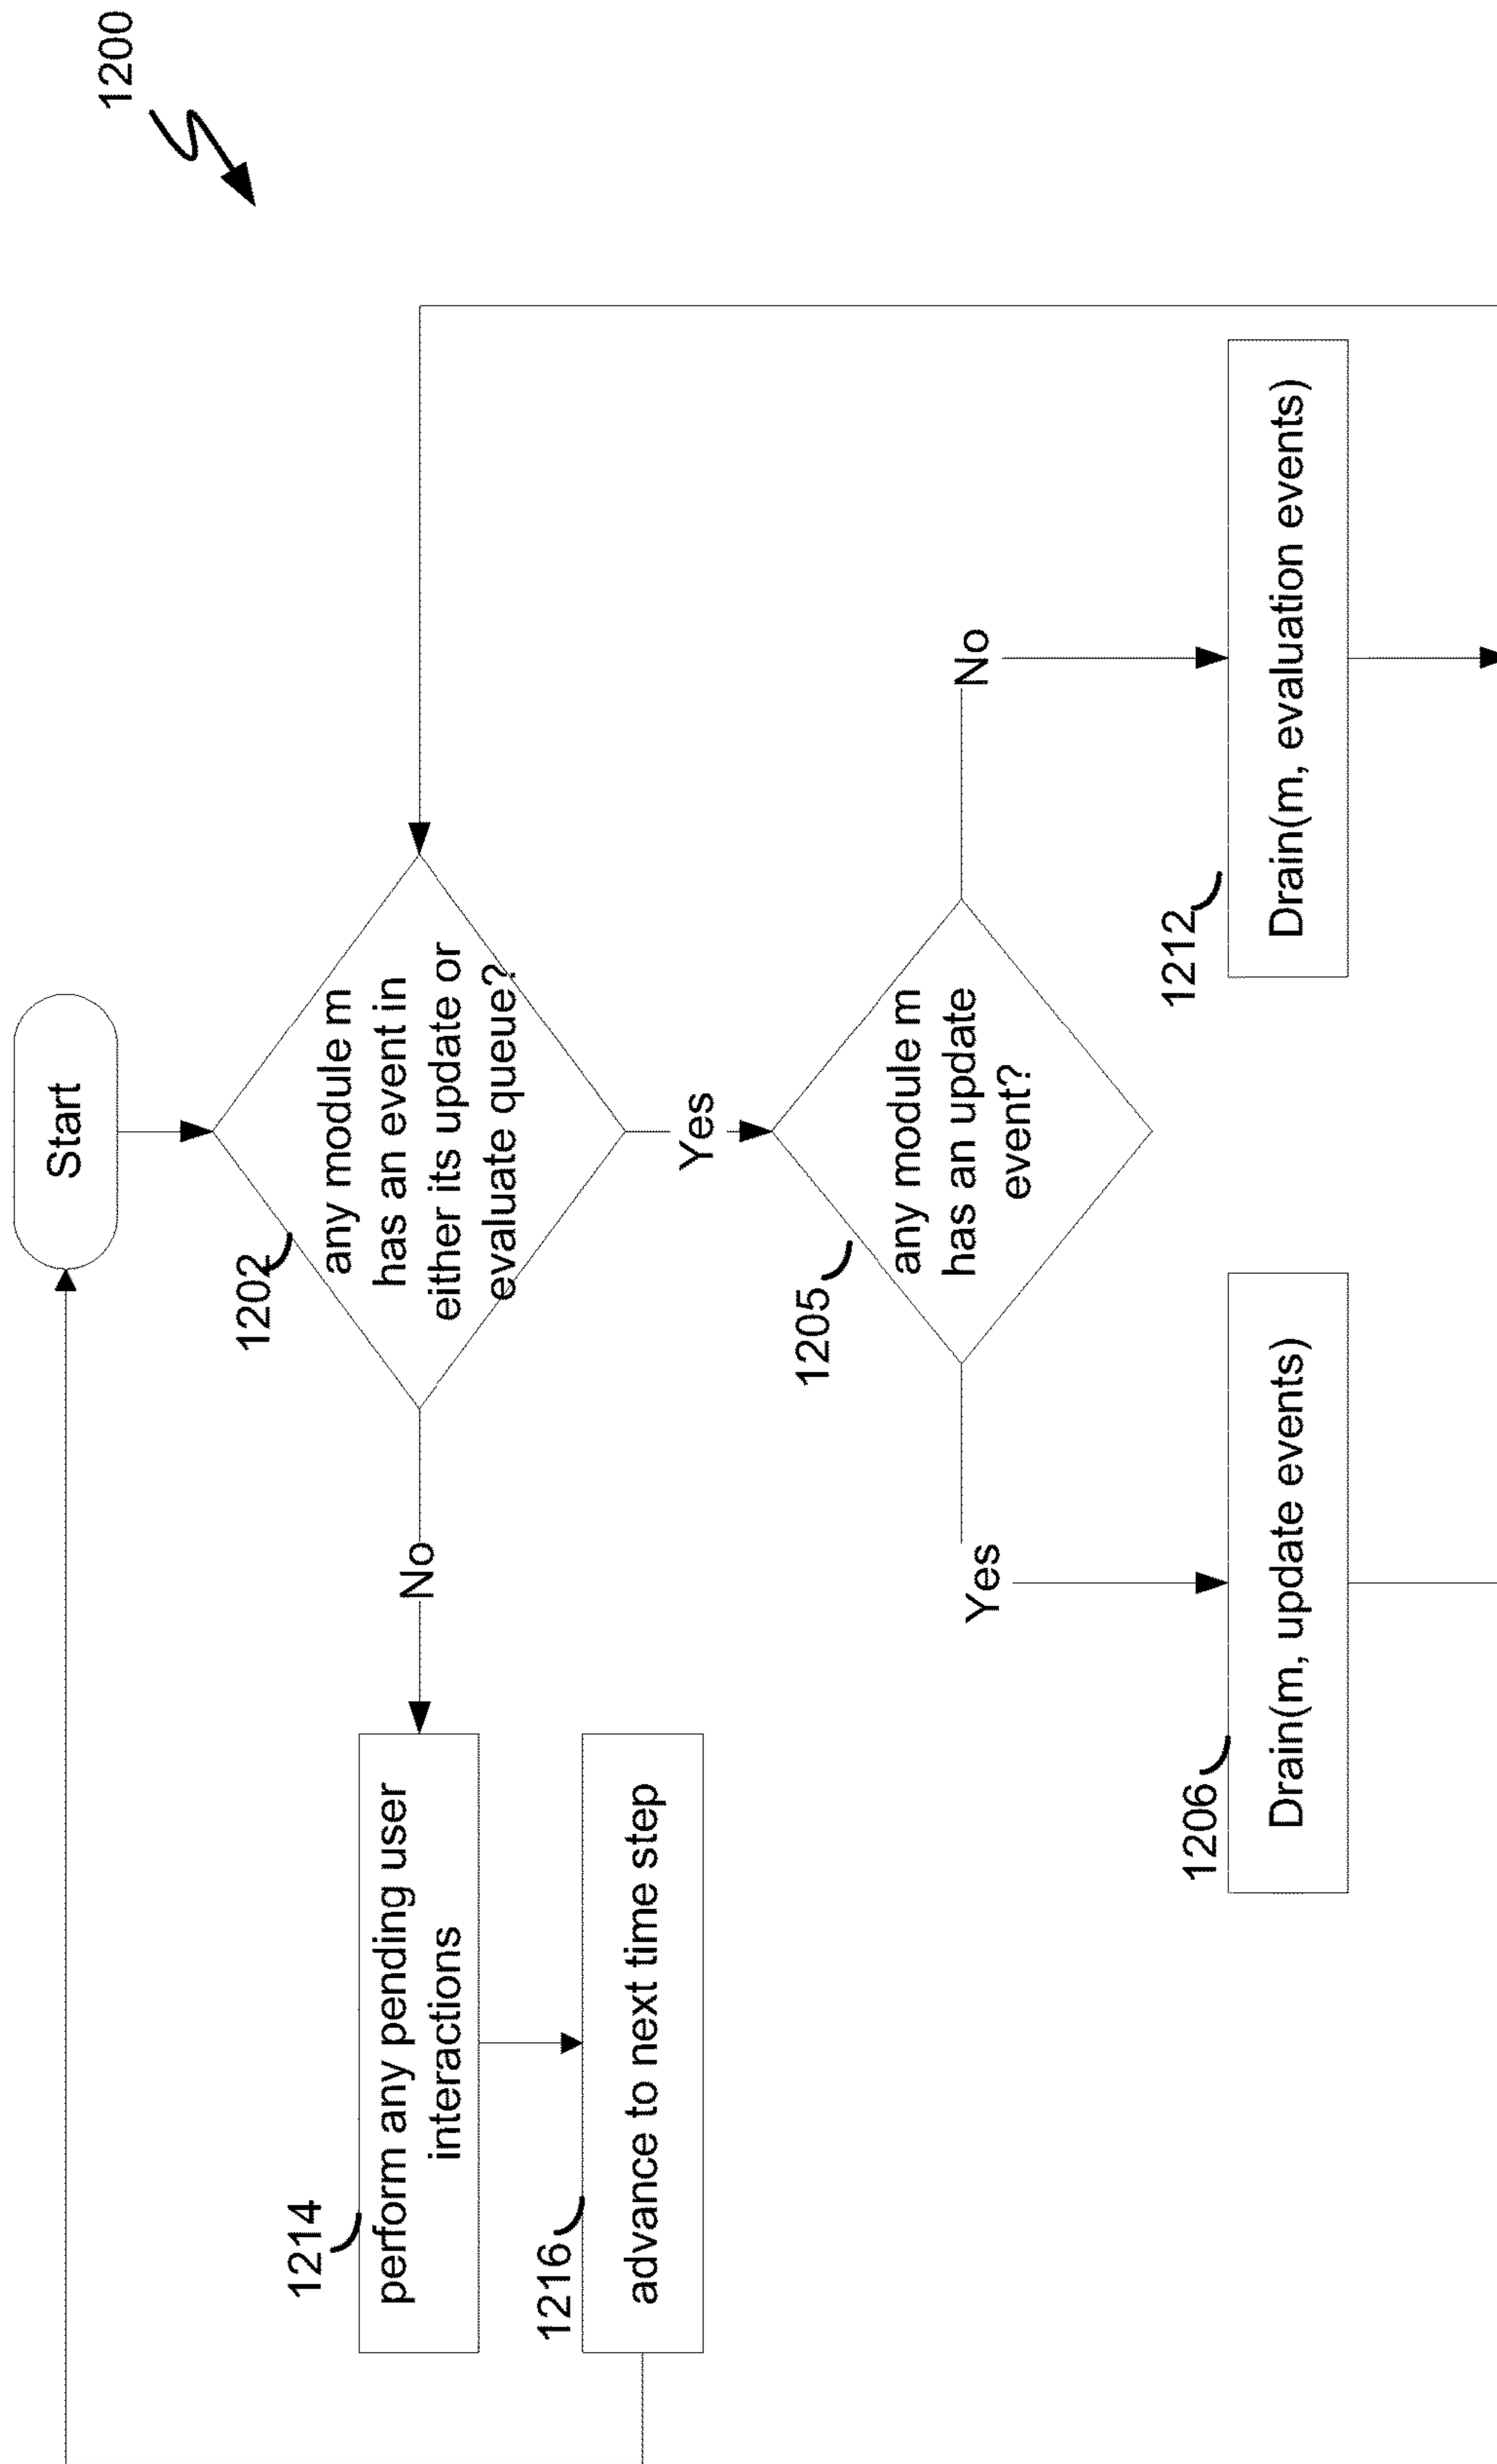 1200
Start
1202
any module m
has an event in
either its update or
evaluate queue?.
No
Yes
1214
perform any pending user
interactions
1216
advance to next time step
1205
any module m
has an update
event?
Yes
No
1206
Drain(m, update events)
1212
Drain(m, evaluation events)